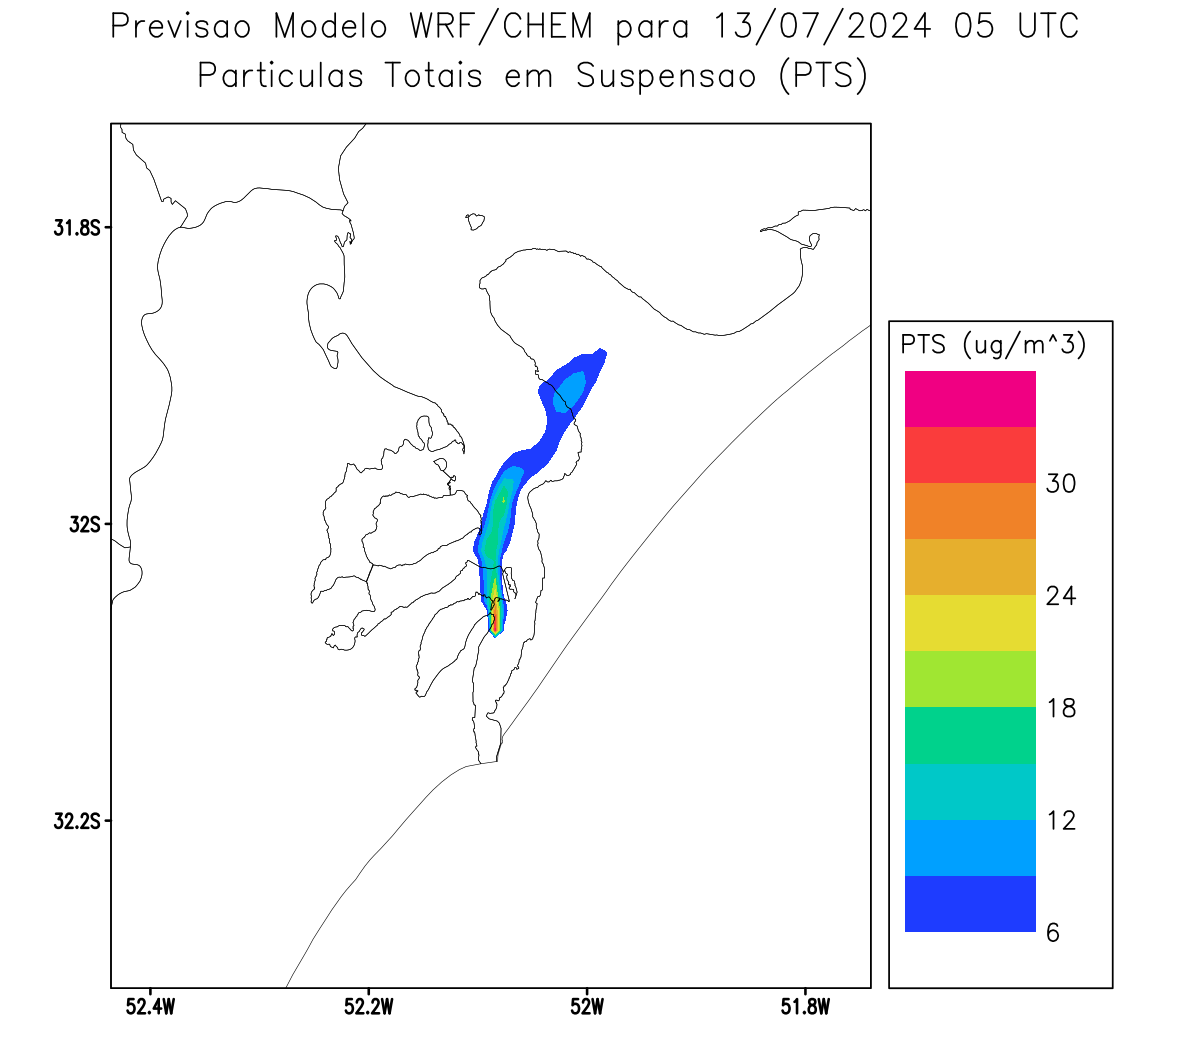 Previsao Modelo WRF/CHEM para 13/07/2024 05 UTC
Particulas Totais em Suspensao (PTS)
31.8S
32S
32.2S
52.4W
52.2W
52W
51.8W
PTS (ug/m^3)
30
24
18
12
6